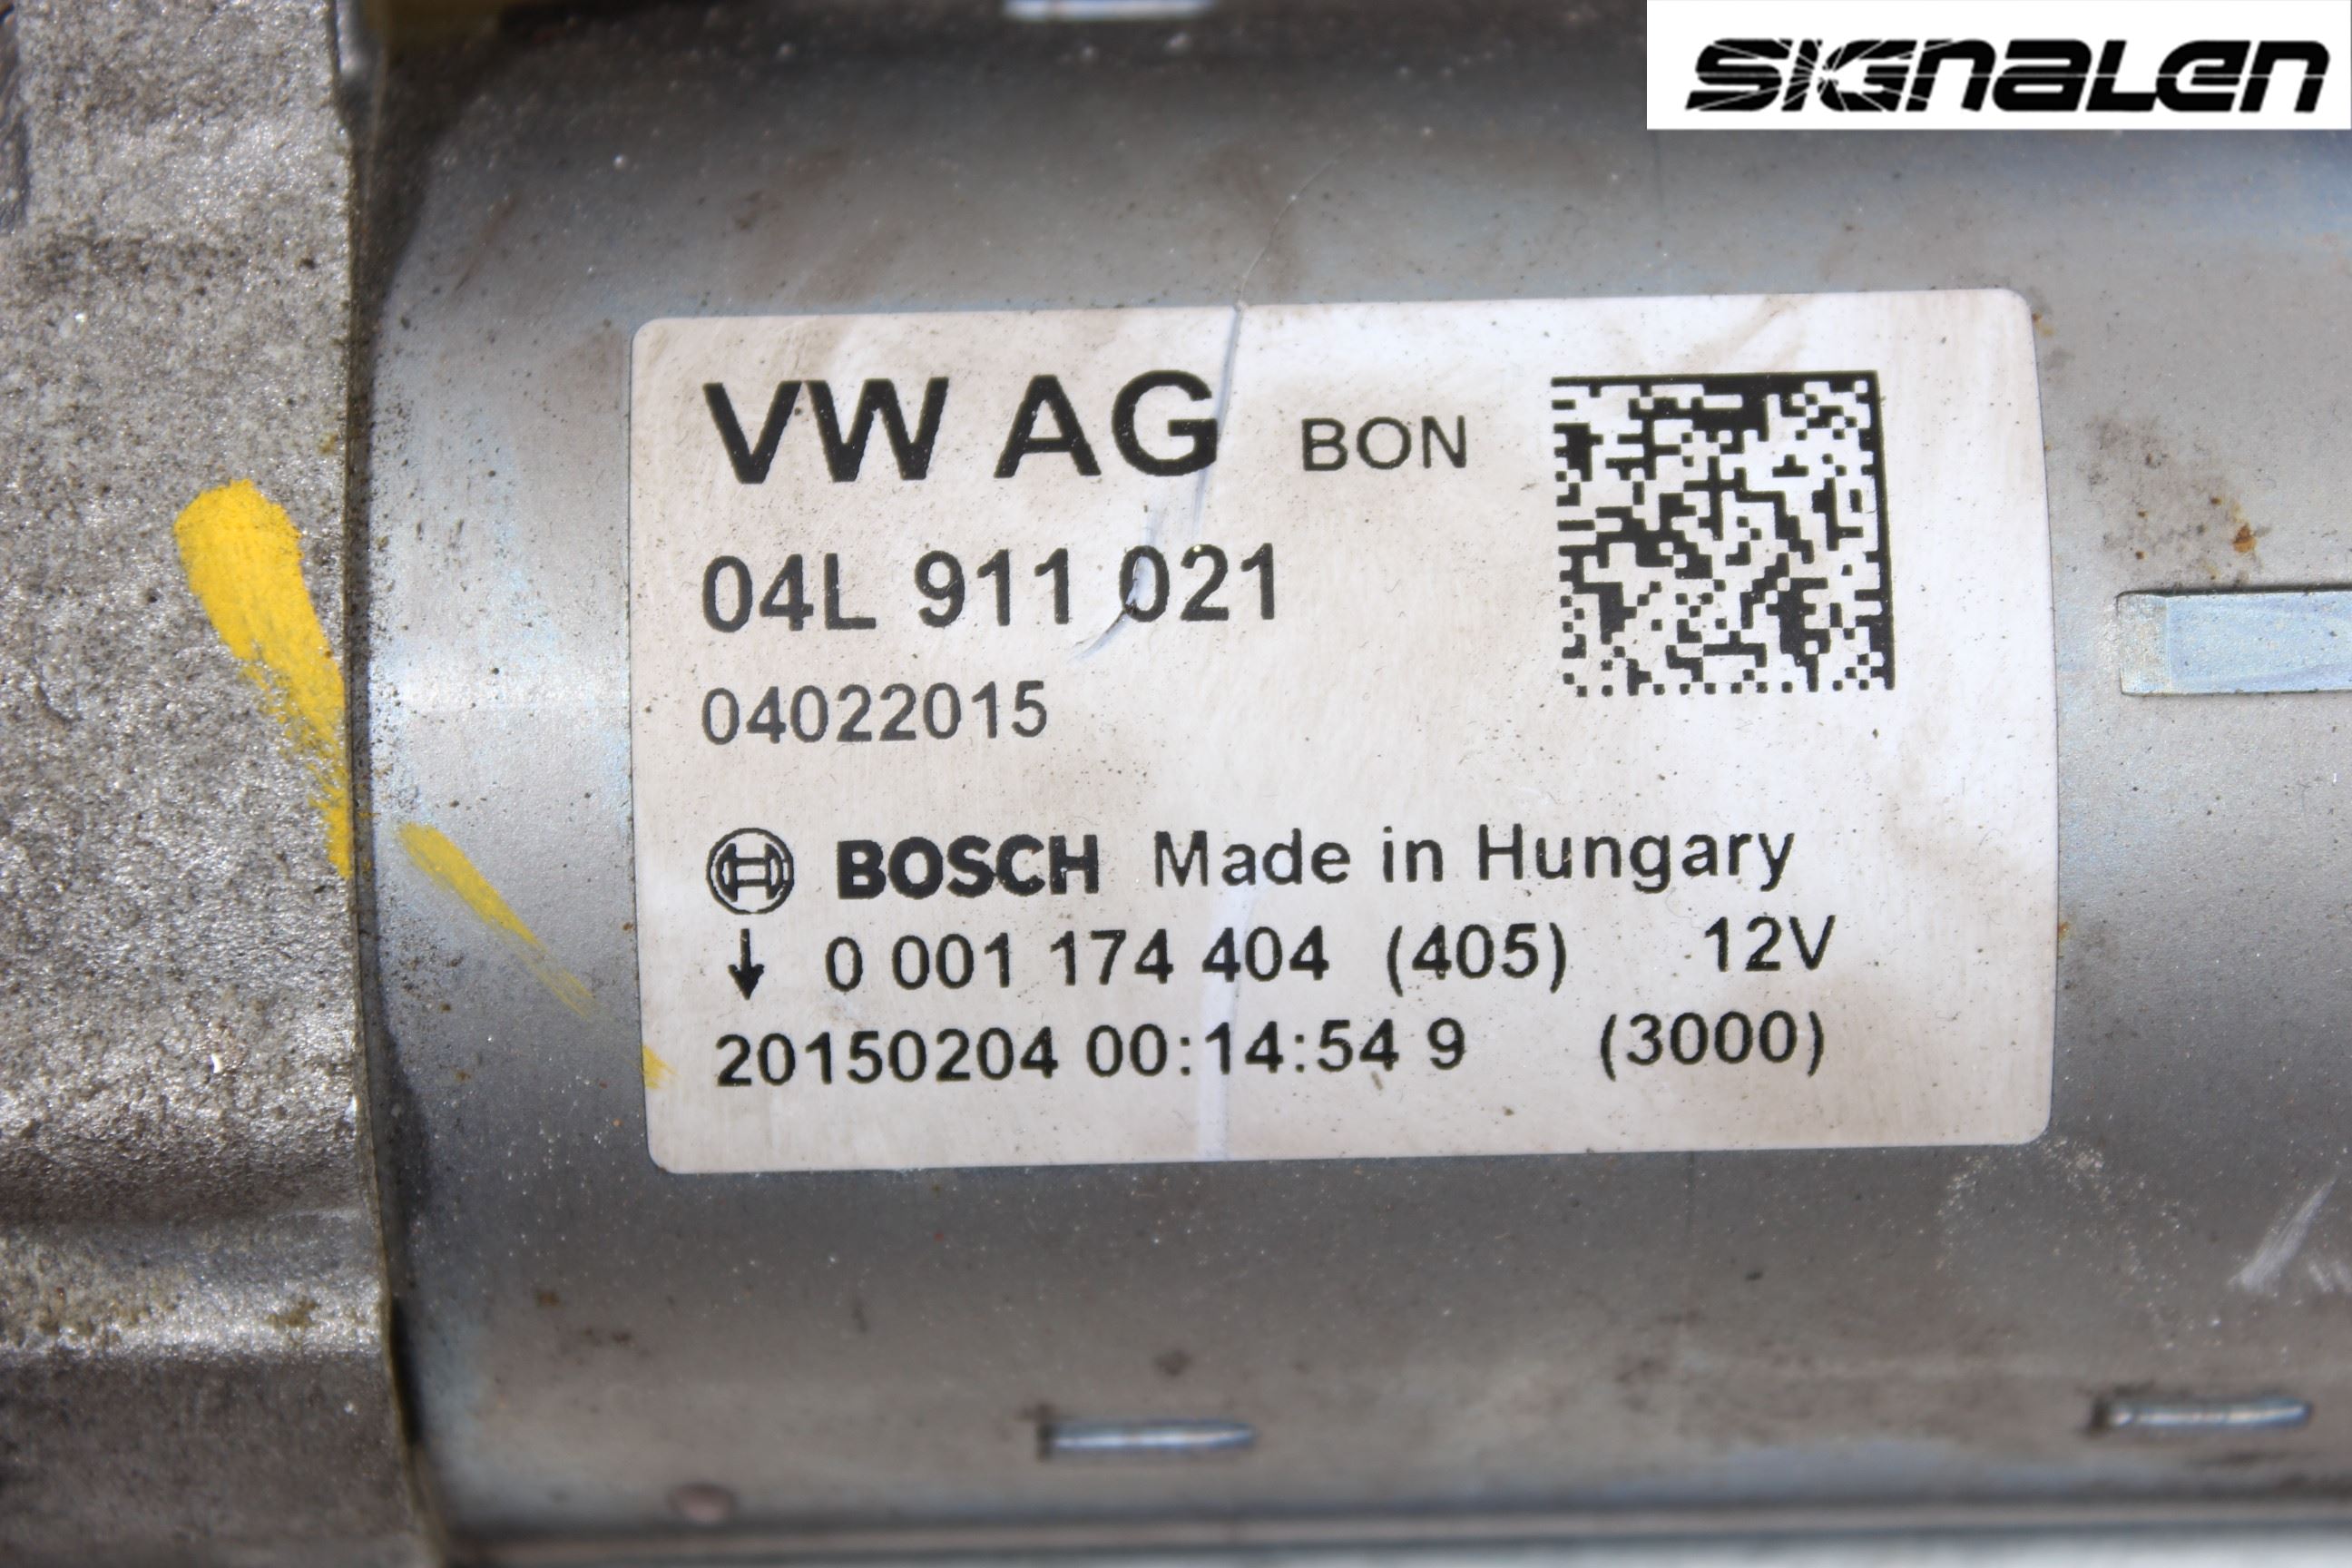 SIGNALEN
VW AG BON
04L 911 021
04022015
BOSCH Made in Hungary
↓ 0 001 174 404 (405) 12V
20150204 00:14:54 9 (3000)